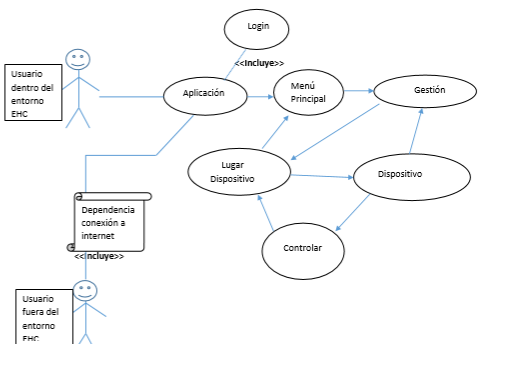 Login
<<Incluye>>
Usuario
dentro del
entorno
EHC
Aplicación
Menú
Principal
Gestión
Lugar
Dispositivo
Dispositivo
Dependencia
conexión a
internet
<<Incluye>>
Controlar
Usuario
fuera del
entorno
EHC